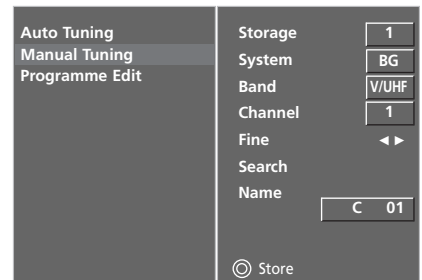 Auto Tuning
Manual Tuning
Programme Edit
Storage 1
System BG
Band V/UHF
Channel 1
Fine ◄ ►
Search
Name
C 01
Store